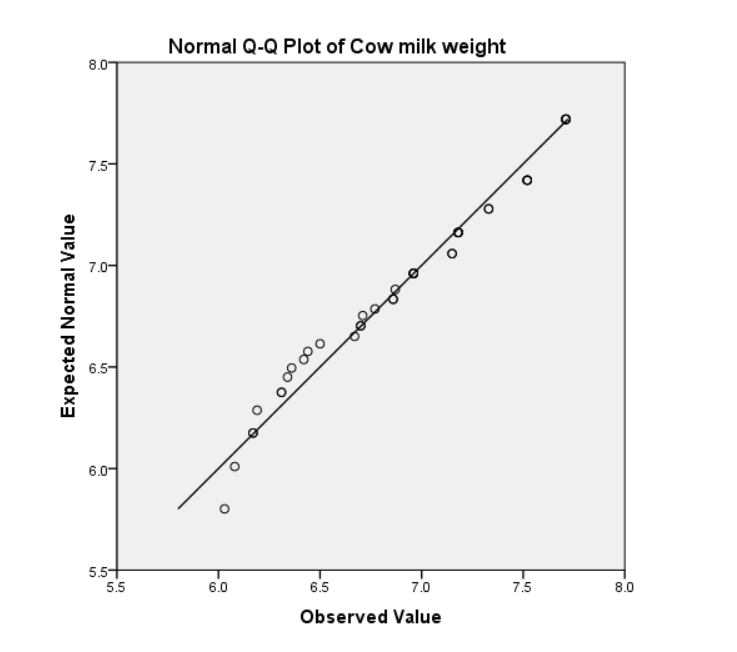 Normal Q-Q Plot of Cow milk weight
8.0
7.5
7.0
6.5
6.0
5.5
Expected Normal Value
5.5 6.0 6.5 7.0 7.5 8.0
Observed Value